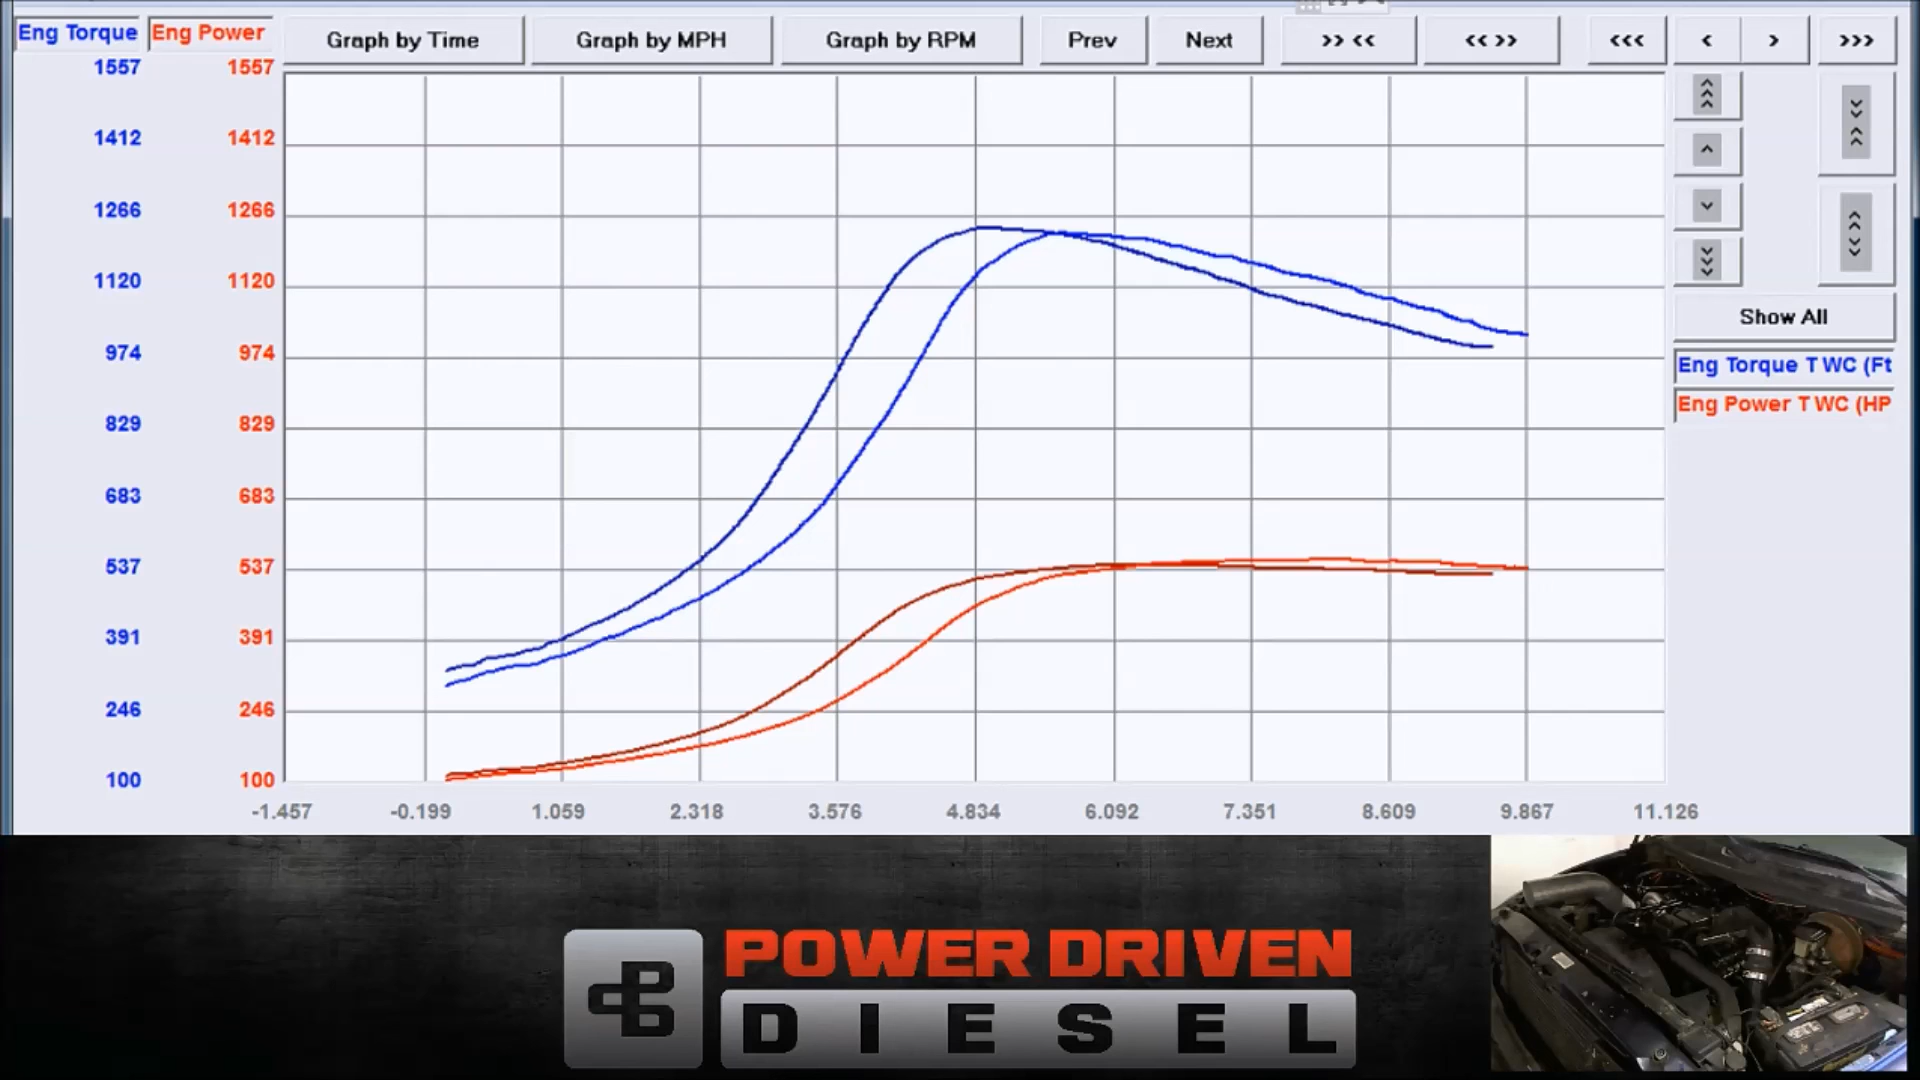 Eng Torque Eng Power Graph by Time Graph by MPH Graph by RPM Prev Next >> << << >> <<< < > >>>
1557 1557
1412 1412
1266 1266
1120 1120
974 974
829 829
683 683
537 537
391 391
246 246
100 100
-1.457 -0.199 1.059 2.318 3.576 4.834 6.092 7.351 8.609 9.867 11.126
Show All
Eng Torque TWC (Ft
Eng Power TWC (HP
POWER DRIVEN
DIESEL